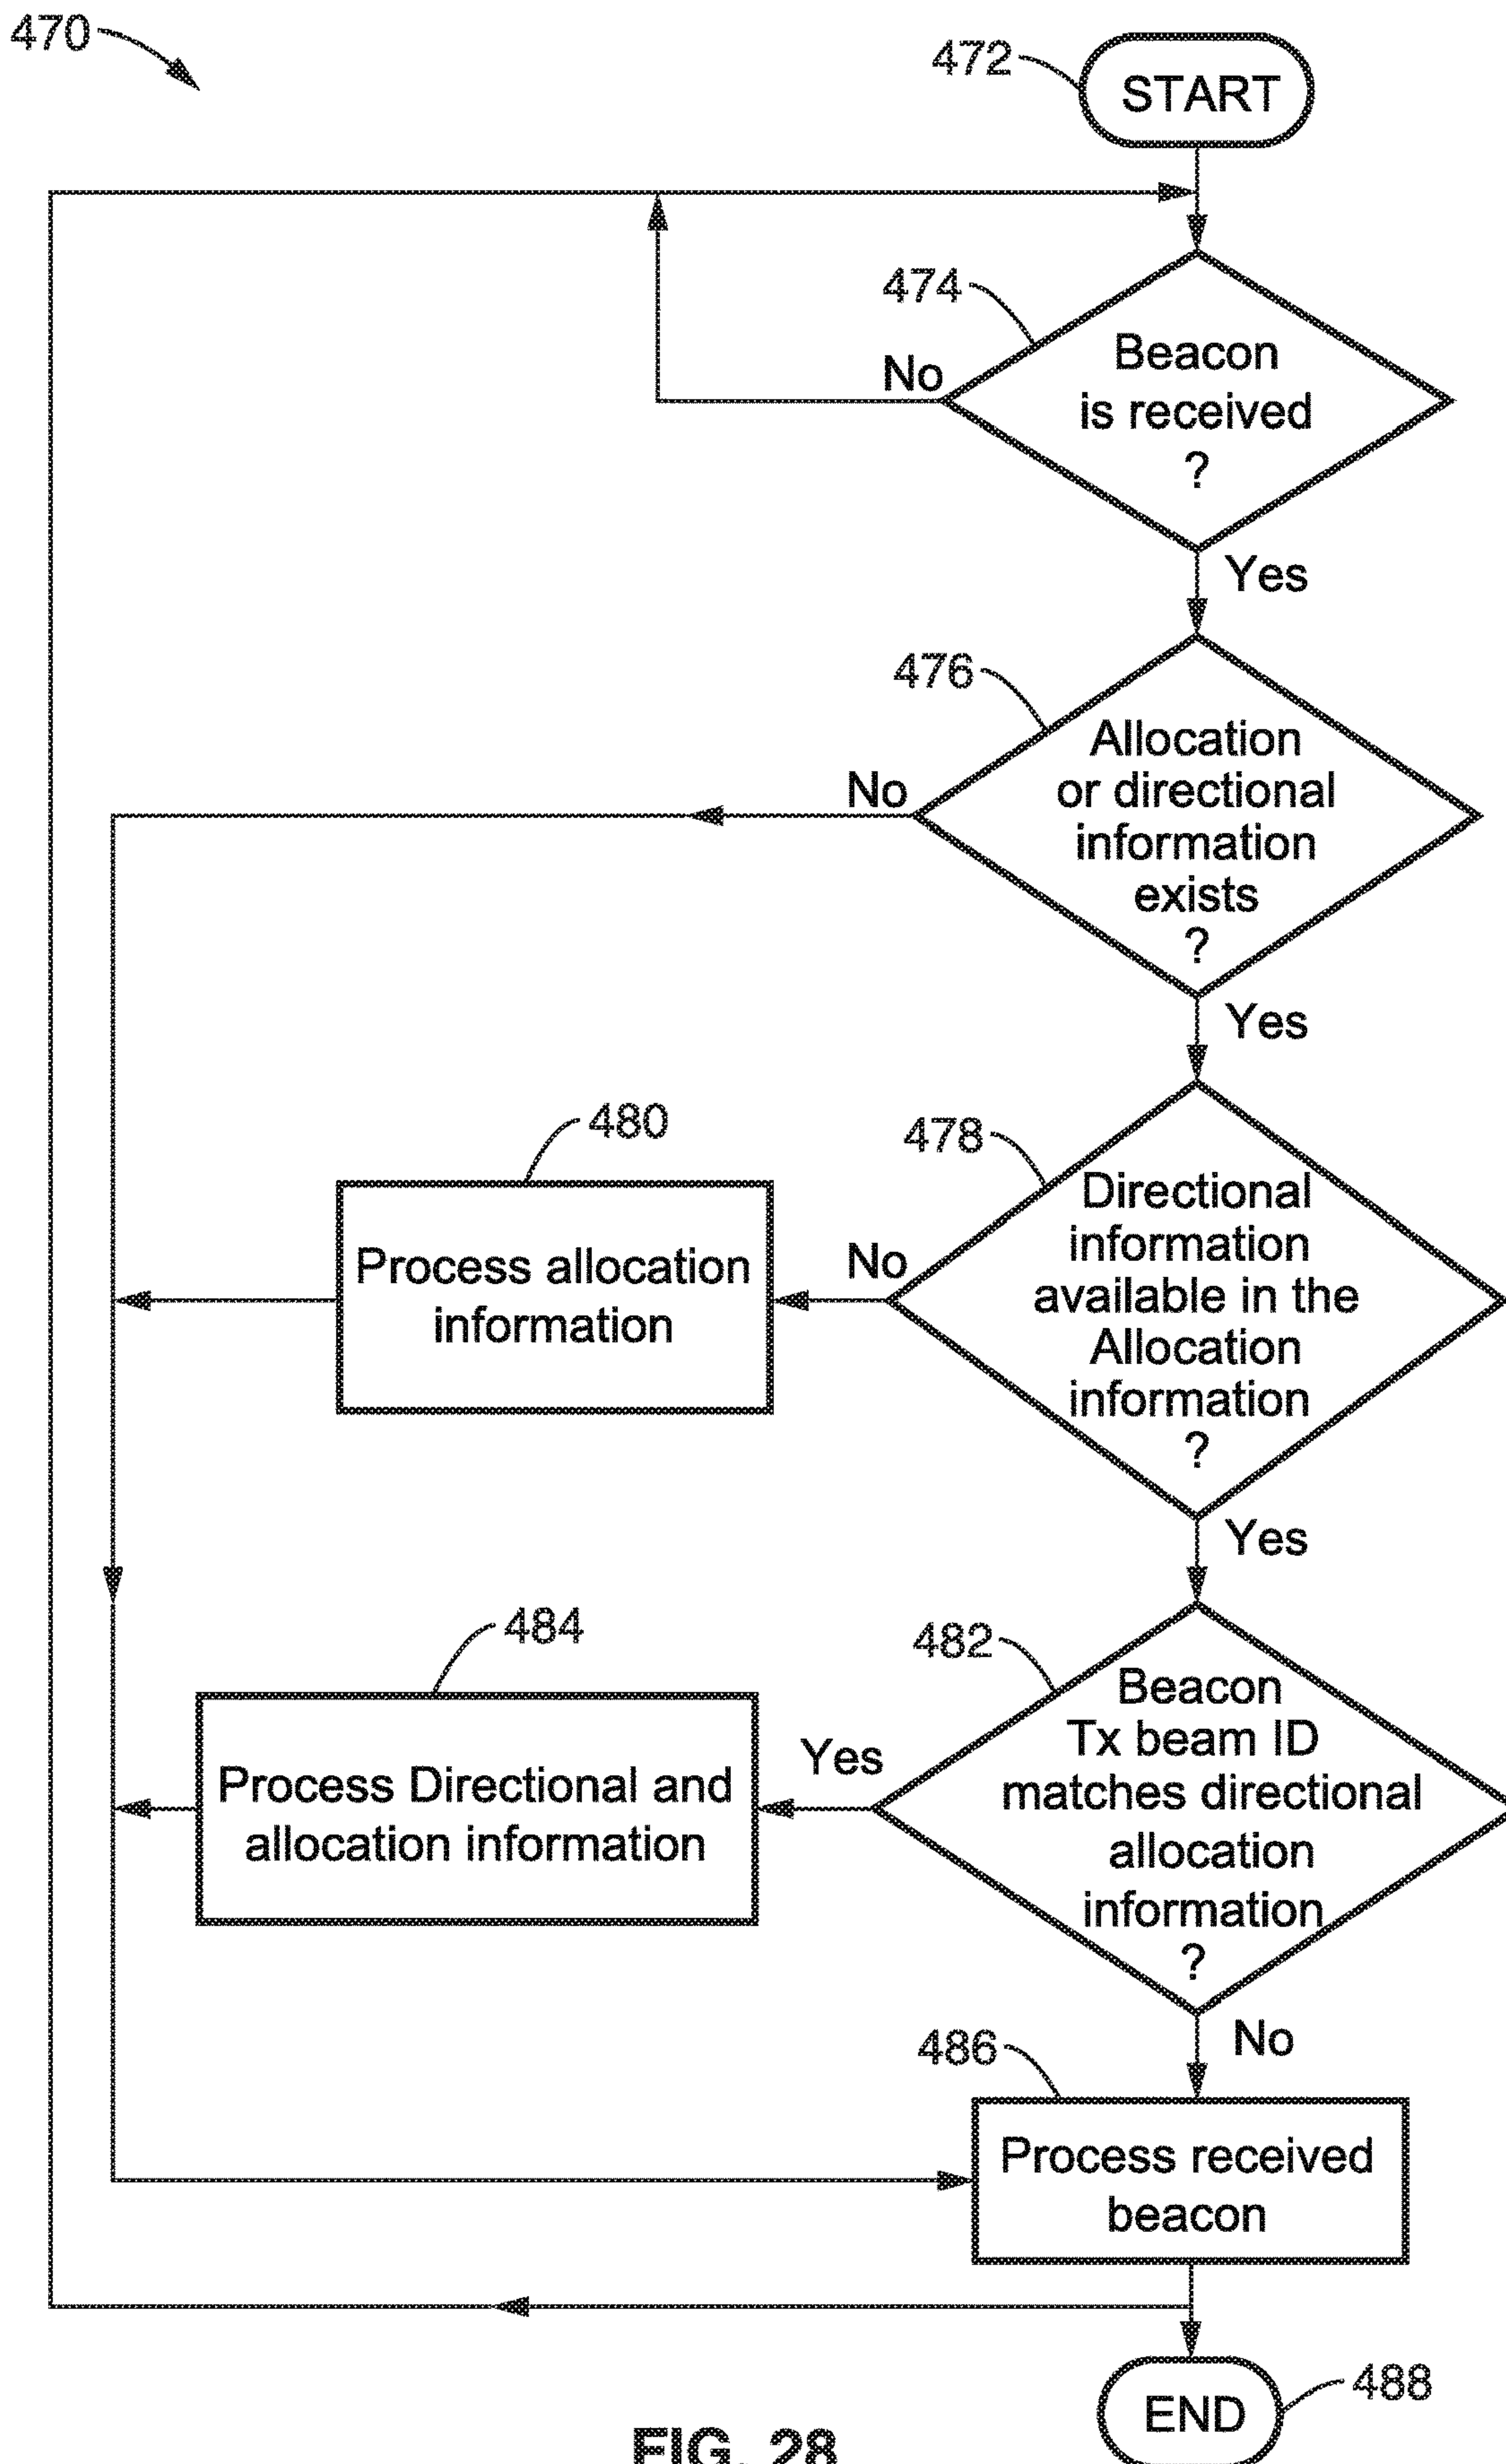 470
472
START
474
Beacon
is received
?
No
Yes
476
Allocation
or directional
information
exists
?
No
Yes
480
Process allocation
information
478
Directional
information
available in the
Allocation
information
?
No
Yes
484
Process Directional and
allocation information
482
Beacon
Tx beam ID
matches directional
allocation
information
?
Yes
No
486
Process received
beacon
END
488
FIG. 28